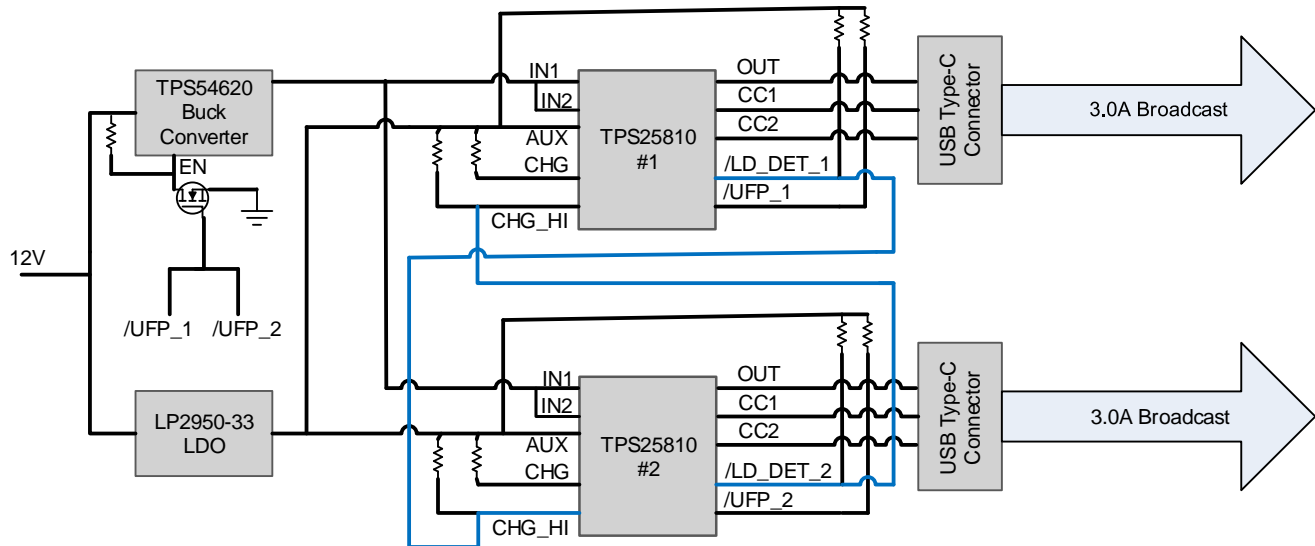 TPS54620
Buck
Converter
EN
12V
/UFP_1
/UFP_2
LP2950-33
LDO
IN1
IN2
AUX
CHG
CHG_HI
TPS25810
#1
OUT
CC1
CC2
/LD_DET_1
/UFP_1
USB Type-C
Connector
3.0A Broadcast
IN1
IN2
AUX
CHG
CHG_HI
TPS25810
#2
OUT
CC1
CC2
/LD_DET_2
/UFP_2
USB Type-C
Connector
3.0A Broadcast